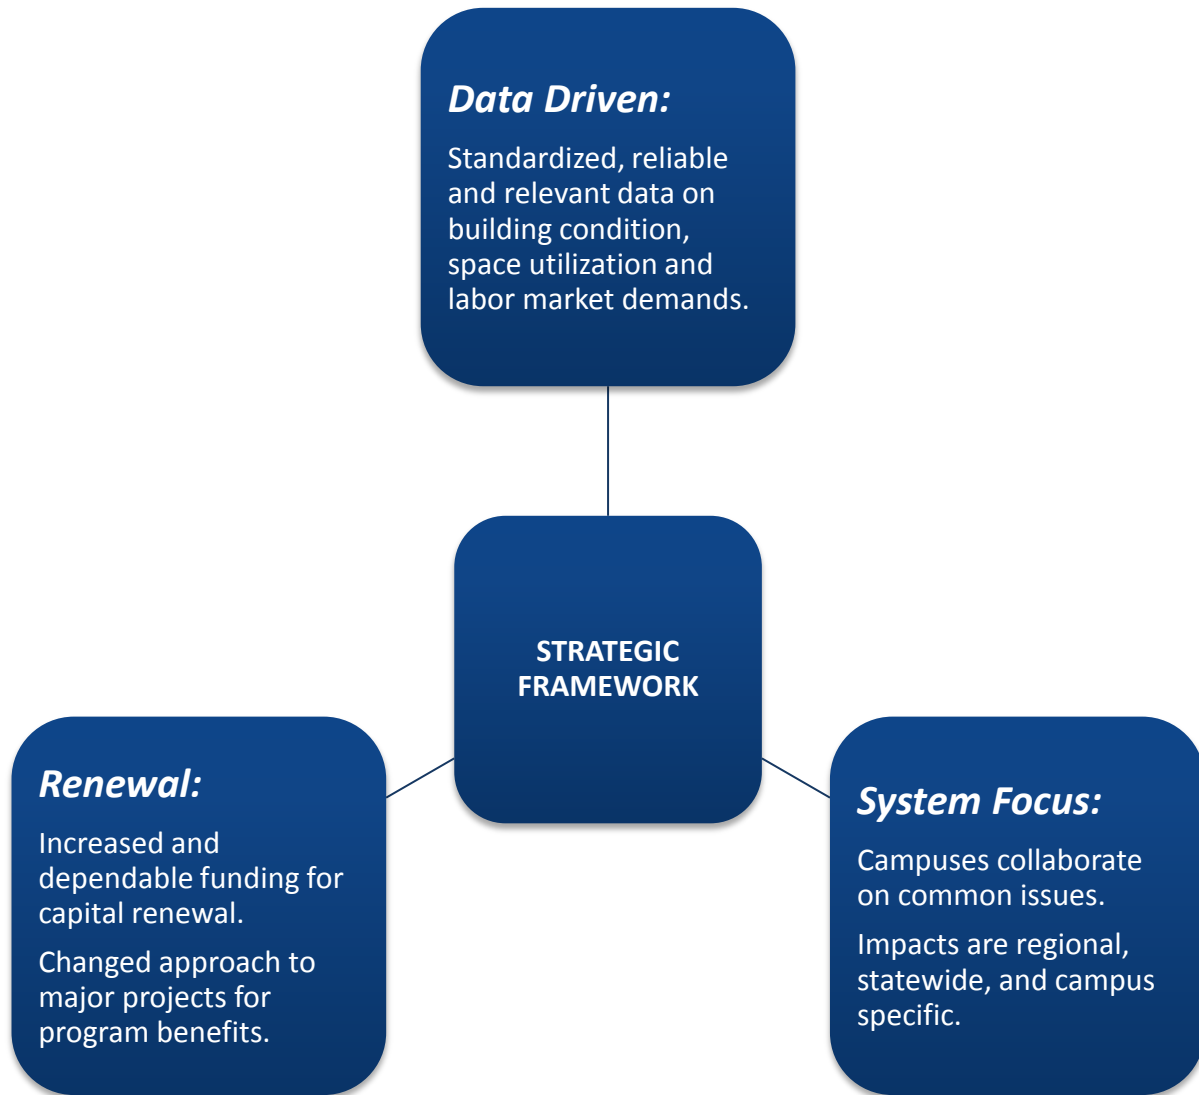 Data Driven:
Standardized, reliable
and relevant data on
building condition,
space utilization and
labor market demands.
STRATEGIC
FRAMEWORK
Renewal:
Increased and
dependable funding for
capital renewal.
Changed approach to
major projects for
program benefits.
System Focus:
Campuses collaborate
on common issues.
Impacts are regional,
statewide, and campus
specific.